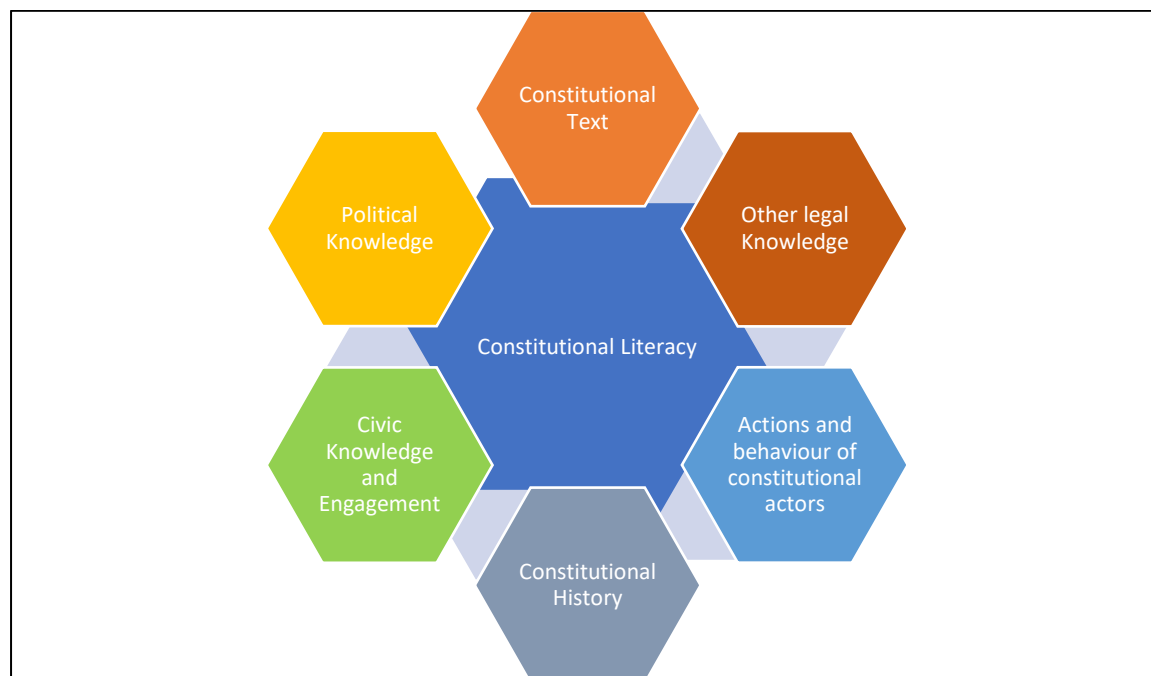 Constitutional
Text
Other legal
Knowledge
Actions and
behaviour of
constitutional
actors
Constitutional
History
Civic
Knowledge
and
Engagement
Political
Knowledge
Constitutional Literacy